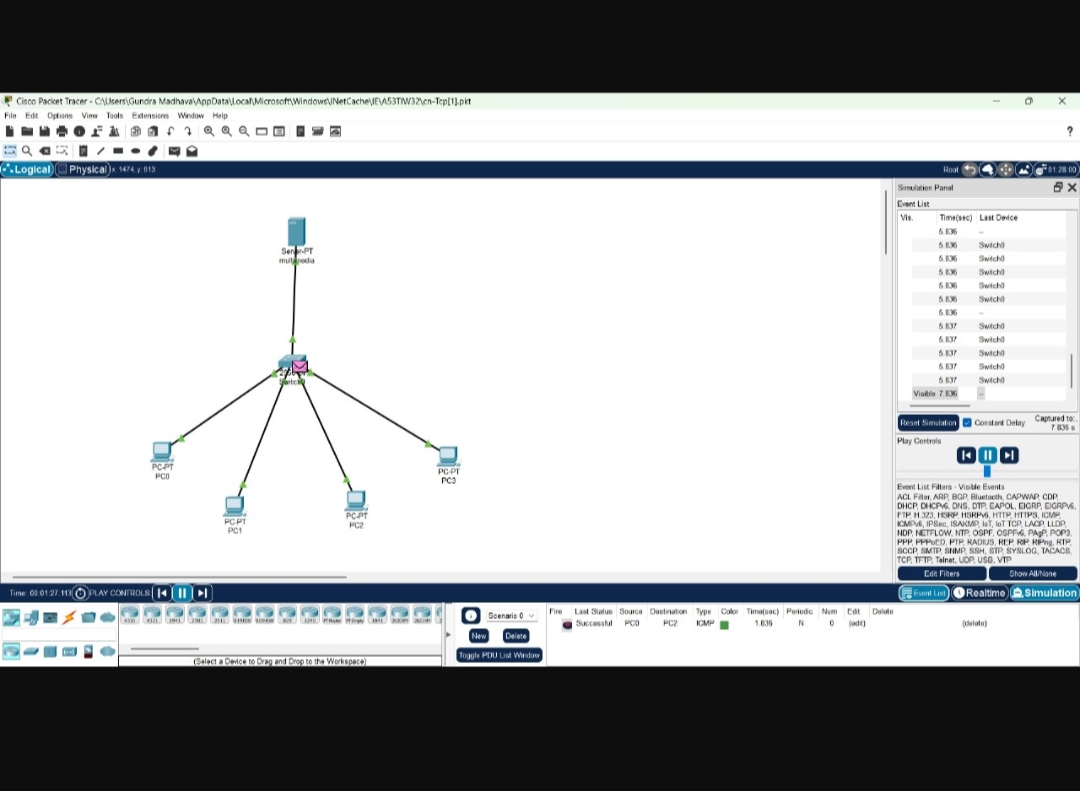 Cisco Packet Tracer - C:\Users\Gundra Madhava\AppData\Local\Microsoft\Windows\INetCache\IE\A53TIW32\cn-Tcp[1].pkt
File Edit Options View Tools Extensions Window Help
?
Logical Physical x: 1474, y: 613 Root 01:28:00
Simulation Panel
Event List
Vis. Time(sec) Last Device
5.836 --
5.836 Switch0
5.836 Switch0
5.836 Switch0
5.836 Switch0
5.836 Switch0
5.836 --
5.837 Switch0
5.837 Switch0
5.837 Switch0
5.837 Switch0
5.837 Switch0
Visible 7.836 --
Reset Simulation Constant Delay Captured to:
7.836 s
Play Controls
Event List Filters - Visible Events
ACL Filter, ARP, BGP, Bluetooth, CAPWAP, CDP,
DHCP, DHCPv6, DNS, DTP, EAPOL, EIGRP, EIGRPv6,
FTP, H.323, HSRP, HSRPv6, HTTP, HTTPS, ICMP,
ICMPv6, IPSec, ISAKMP, IoT, IoT TCP, LACP, LLDP,
NDP, NETFLOW, NTP, OSPF, OSPFv6, PAgP, POP3,
PPP, PPPoED, PTP, RADIUS, REP, RIP, RIPng, RTP,
SCCP, SMTP, SNMP, SSH, STP, SYSLOG, TACACS,
TCP, TFTP, Telnet, UDP, USB, VTP
Edit Filters Show All/None
Server-PT
multimedia
Switch0
PC-PT
PC0
PC-PT
PC1
PC-PT
PC2
PC-PT
PC3
Time: 00:01:27.113 PLAY CONTROLS: Event List Realtime Simulation
4331 4321 1941 2901 2911 829 1240 PT-Router PT-Empty 1841
(Select a Device to Drag and Drop to the Workspace)
Scenario 0
New Delete
Toggle PDU List Window
Fire Last Status Source Destination Type Color Time(sec) Periodic Num Edit Delete
Successful PC0 PC2 ICMP 1.836 N 0 (edit) (delete)